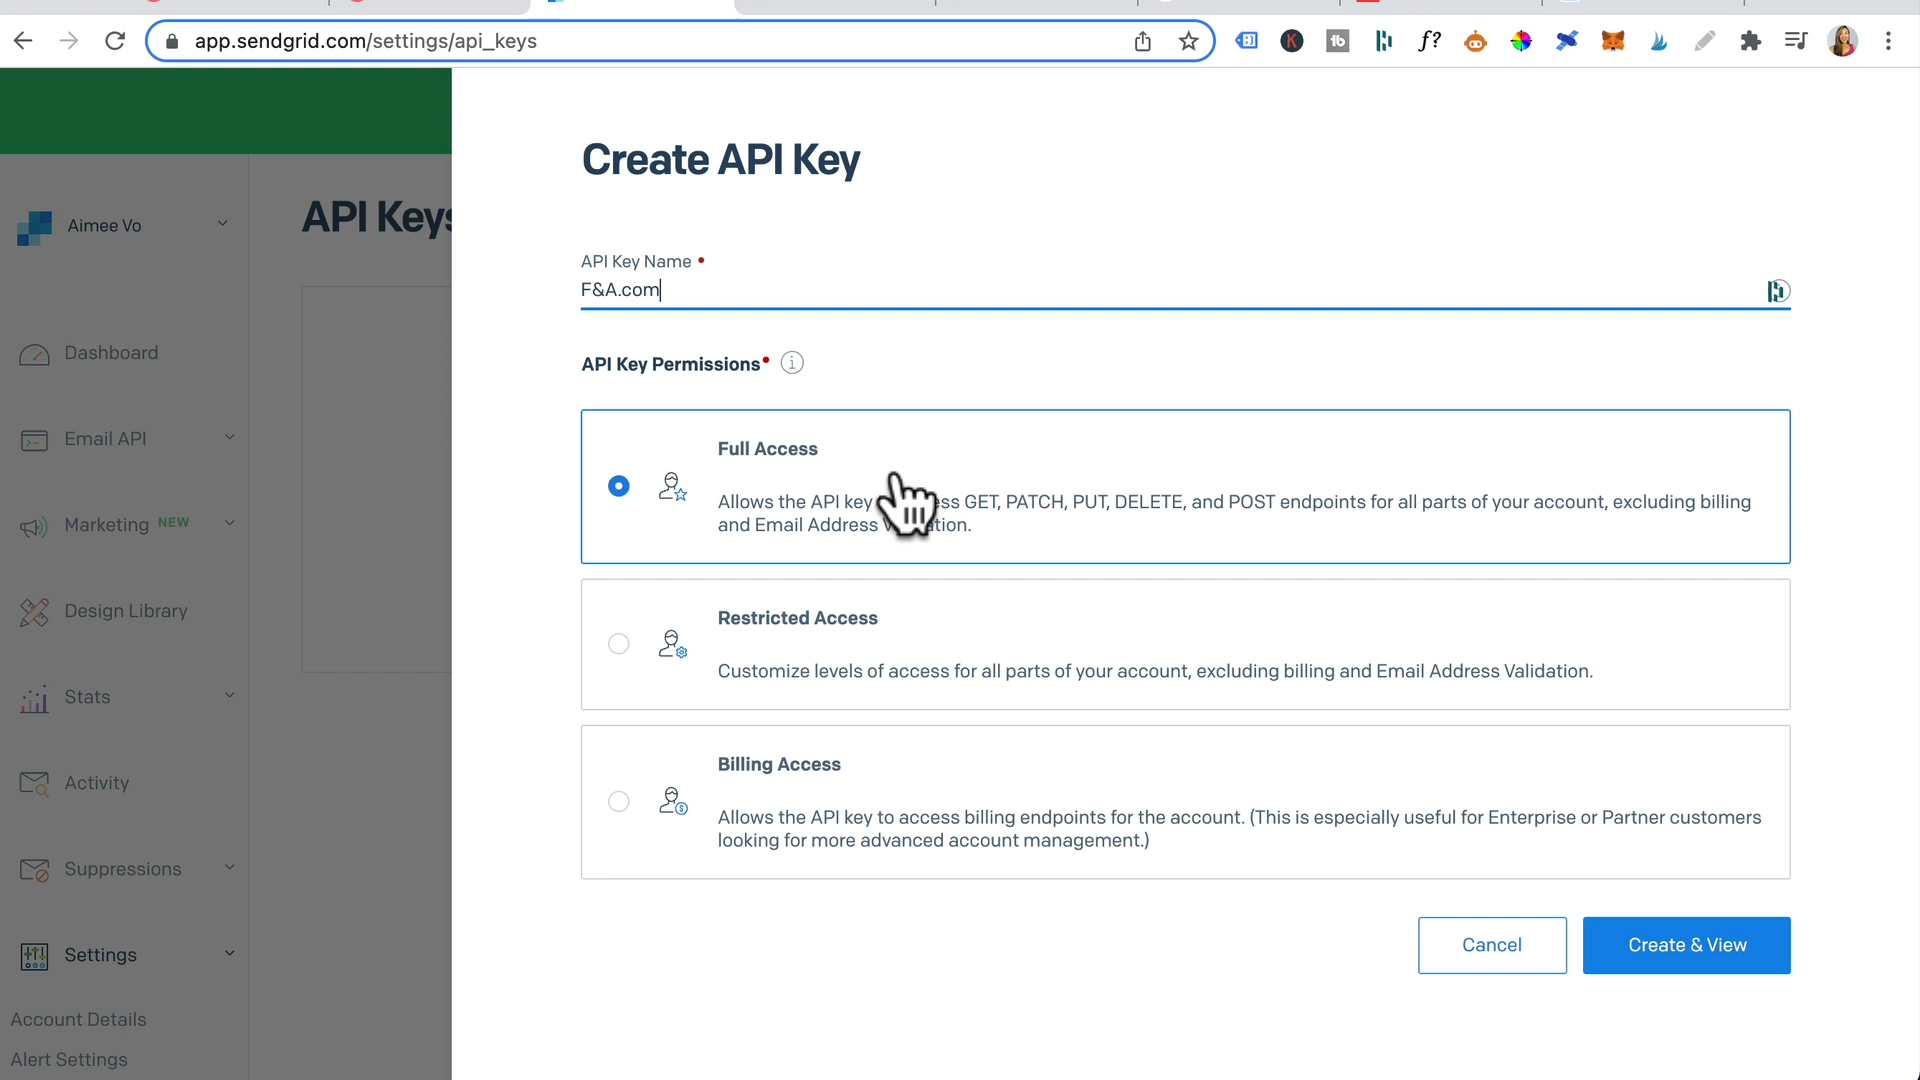 app.sendgrid.com/settings/api_keys
f?
Create API Key
API Keys
Aimee Vo
API Key Name •
F&A.com
Dashboard
API Key Permissions•
Email API
Full Access
Allows the API key ess GET, PATCH, PUT, DELETE, and POST endpoints for all parts of your account, excluding billing
and Email Address V tion.
Marketing NEW
Design Library
Restricted Access
Customize levels of access for all parts of your account, excluding billing and Email Address Validation.
Stats
Billing Access
Activity
Allows the API key to access billing endpoints for the account. (This is especially useful for Enterprise or Partner customers
looking for more advanced account management.)
Suppressions
Settings
Cancel
Create & View
Account Details
Alert Settings